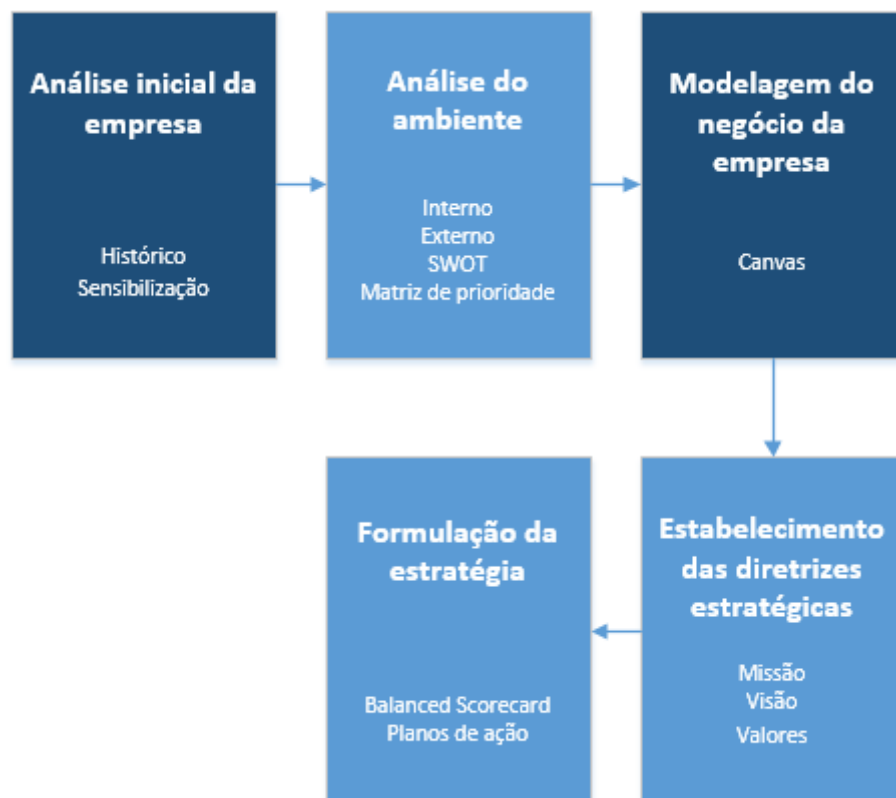 Análise inicial da
empresa
Histórico
Sensibilização
Análise do
ambiente
Interno
Externo
SWOT
Matriz de prioridade
Modelagem do
negócio da
empresa
Canvas
Estabelecimento
das diretrizes
estratégicas
Missão
Visão
Valores
Formulação da
estratégia
Balanced Scorecard
Planos de ação